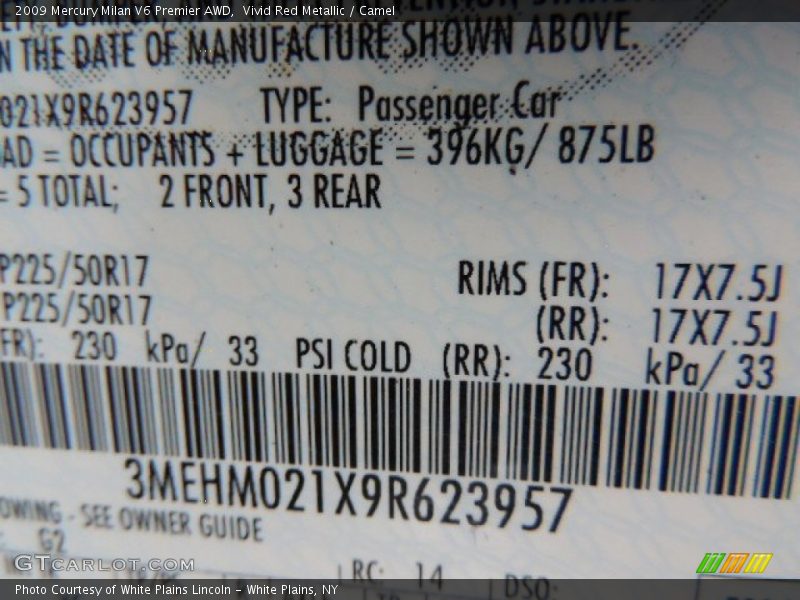 2009 Mercury Milan V6 Premier AWD, Vivid Red Metallic / Camel
N THE DATE OF MANUFACTURE SHOWN ABOVE.
021X9R623957 TYPE: Passenger Car
AD = OCCUPANTS + LUGGAGE = 396KG/ 875LB
= 5 TOTAL; 2 FRONT, 3 REAR
P225/50R17 RIMS (FR): 17X7.5J
P225/50R17 (RR): 17X7.5J
FR): 230 kPa/ 33 PSI COLD (RR): 230 kPa/ 33
3MEHM021X9R623957
OWING - SEE OWNER GUIDE
G2
GTCARLOT.COM
RC: 14 DSO:
Photo Courtesy of White Plains Lincoln - White Plains, NY